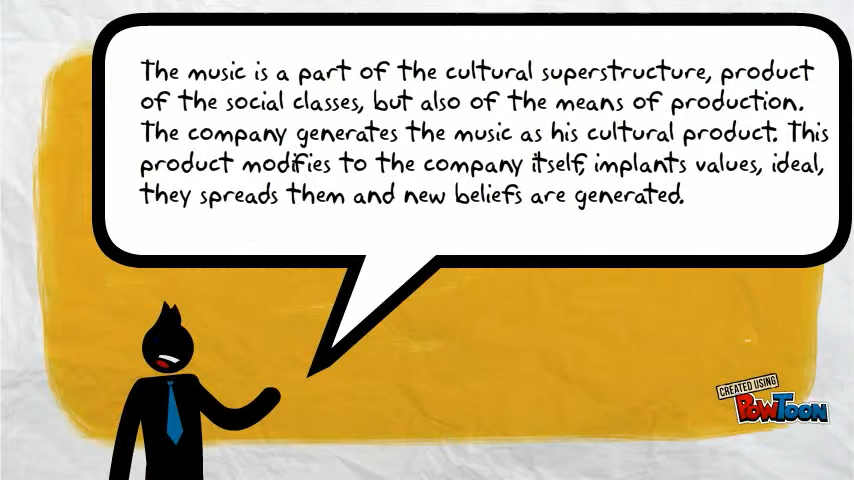 The music is a part of the cultural superstructure, product
of the social classes, but also of the means of production.
The company generates the music as his cultural product. This
product modifies to the company itself, implants values, ideal,
they spreads them and new beliefs are generated.
CREATED USING
POWTOON